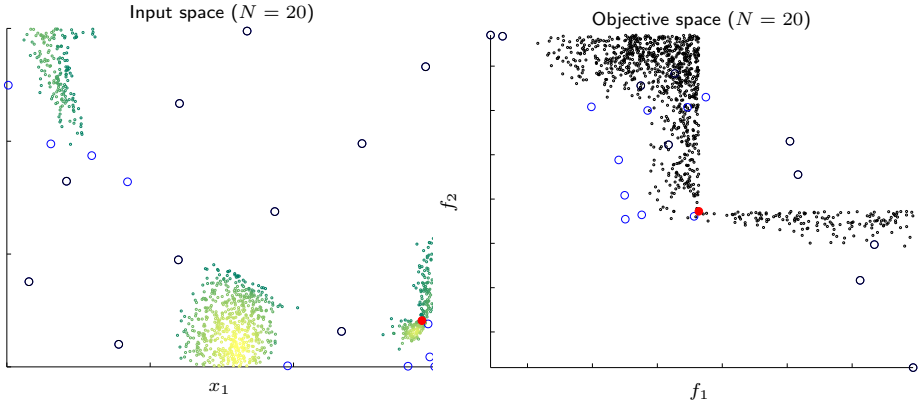 Input space (N = 20)
Objective space (N = 20)
f₂
x₁
f₁